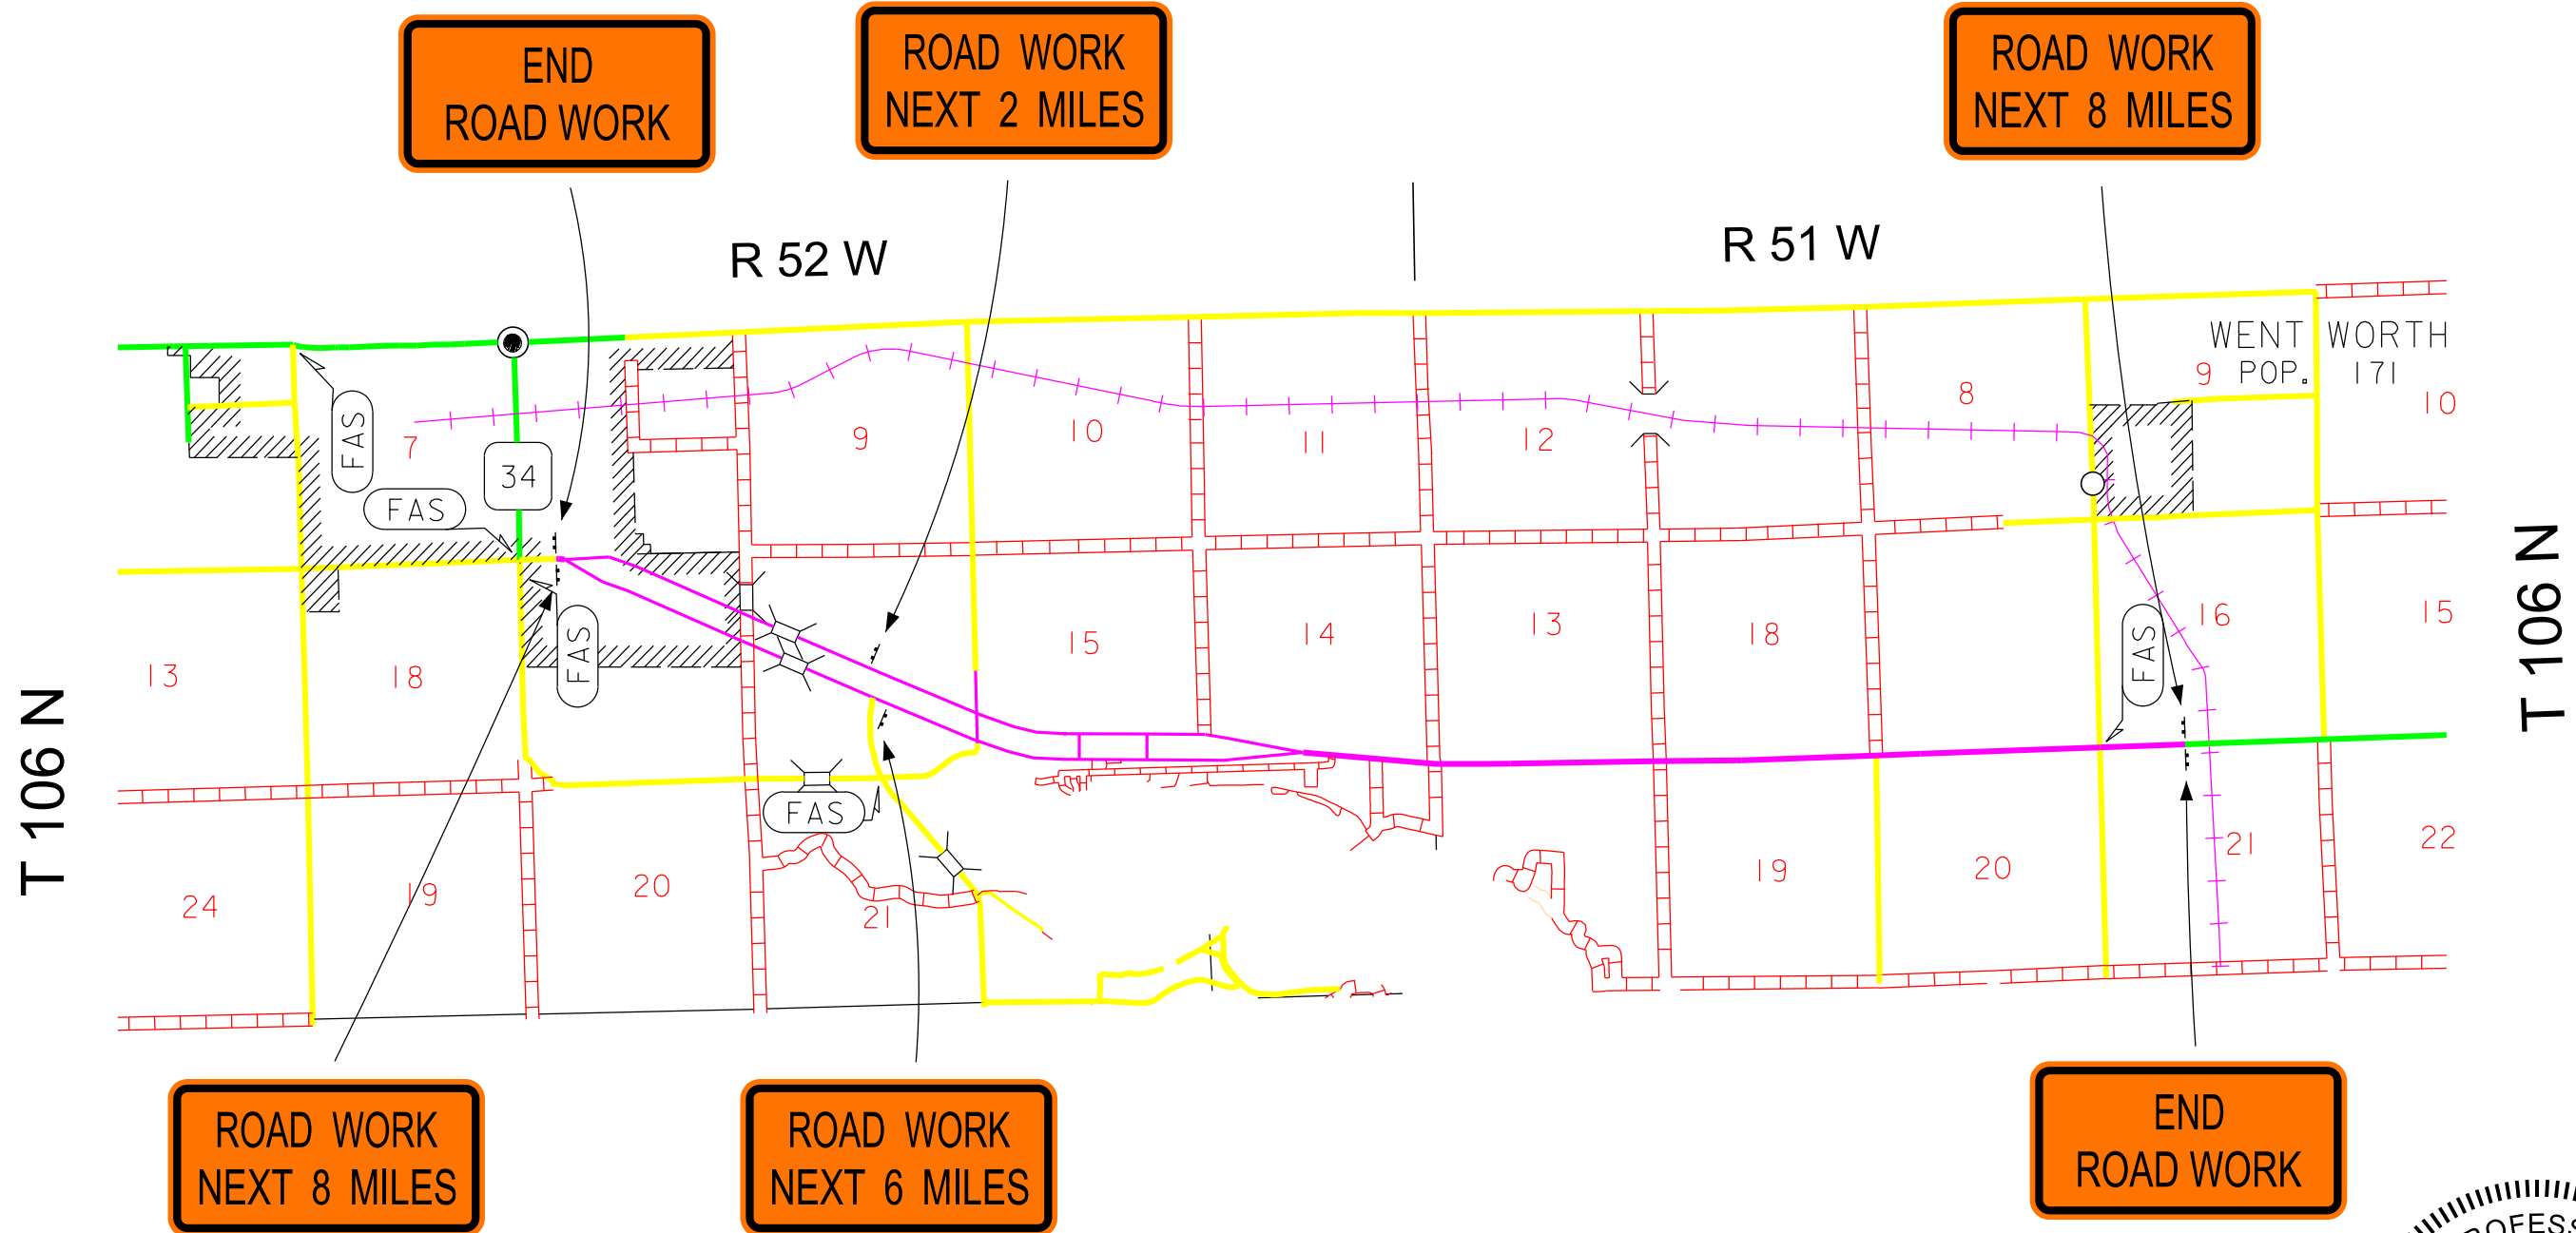 END
ROAD WORK
ROAD WORK
NEXT 2 MILES
ROAD WORK
NEXT 8 MILES
R 52 W
R 51 W
WENT WORTH
POP. 171
9
10
8
7
FAS
34
FAS
9
10
11
12
T 106 N
T 106 N
13
18
FAS
15
14
13
18
FAS
16
15
FAS
24
19
20
21
19
20
21
22
ROAD WORK
NEXT 8 MILES
ROAD WORK
NEXT 6 MILES
END
ROAD WORK